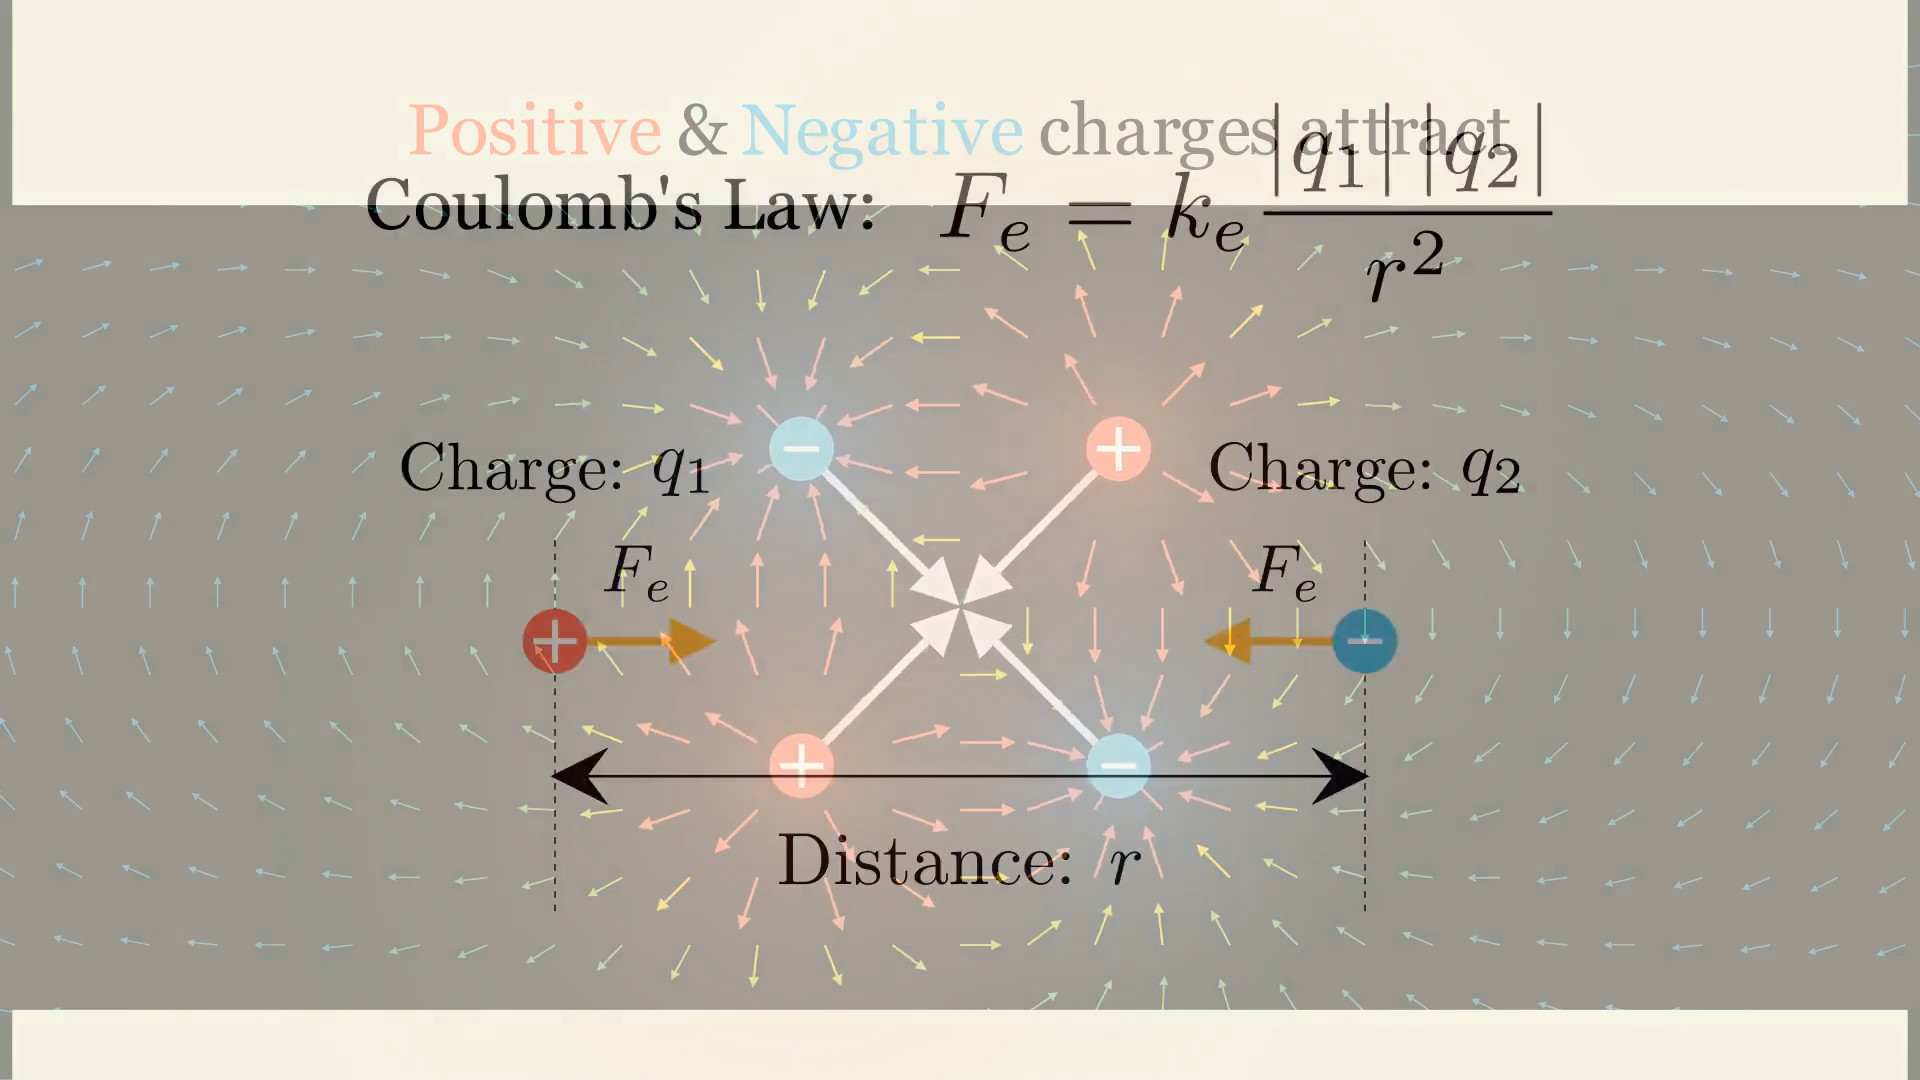 Positive & Negative charges attract
Coulomb's Law: F_e = k_e |q_1| |q_2| / r^2
Charge: q_1
Charge: q_2
F_e
F_e
+
−
−
+
+
−
Distance: r